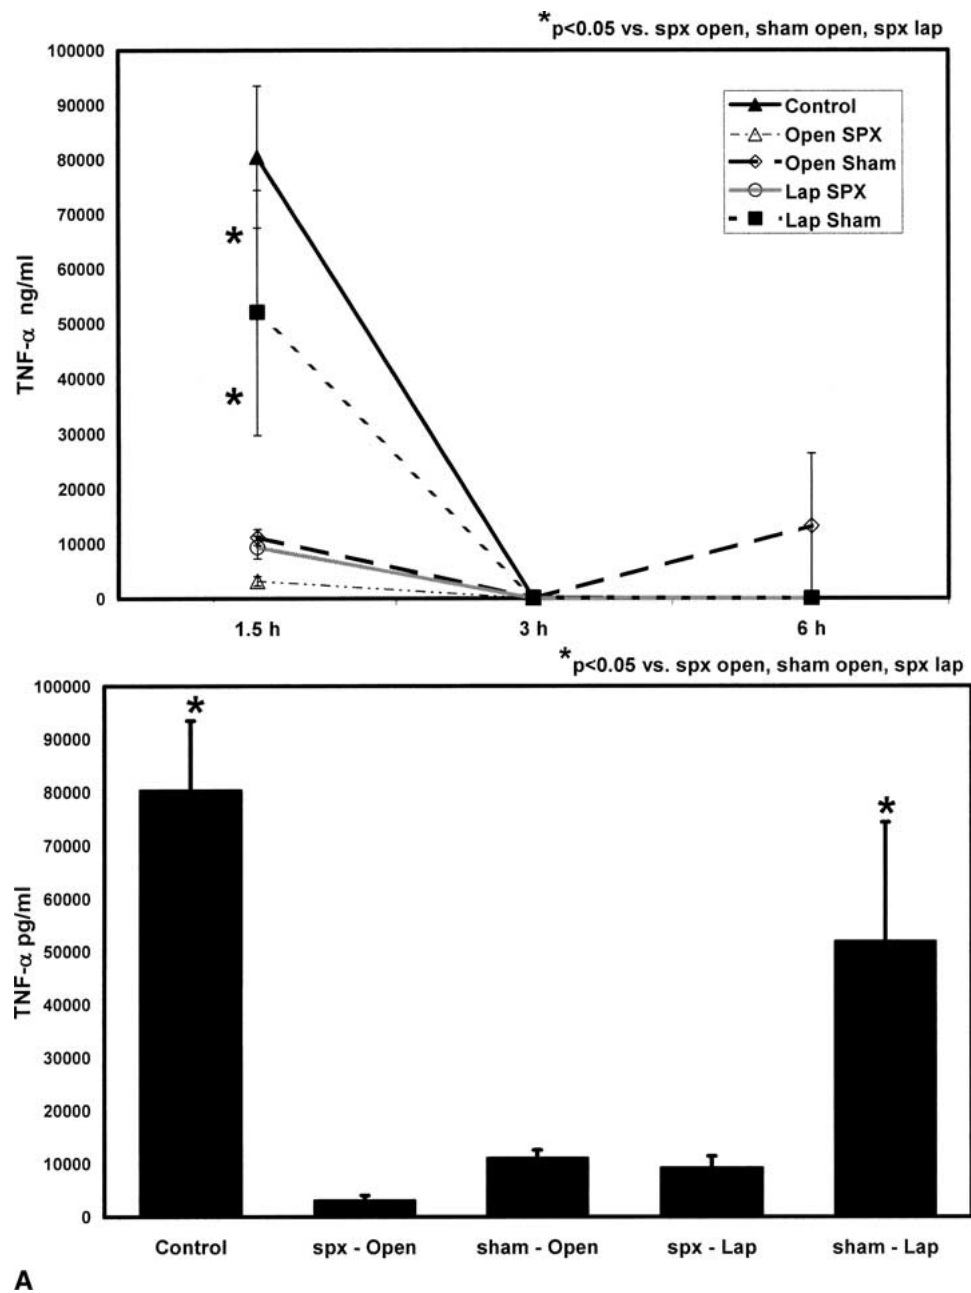 *p<0.05 vs. spx open, sham open, spx lap
100000
90000
80000
70000
60000
50000
40000
30000
20000
10000
0
TNF-α ng/ml
Control
Open SPX
Open Sham
Lap SPX
Lap Sham
*
*
1.5 h 3 h 6 h
*p<0.05 vs. spx open, sham open, spx lap
100000
90000
80000
70000
60000
50000
40000
30000
20000
10000
0
TNF-α pg/ml
*
*
Control spx - Open sham - Open spx - Lap sham - Lap
A